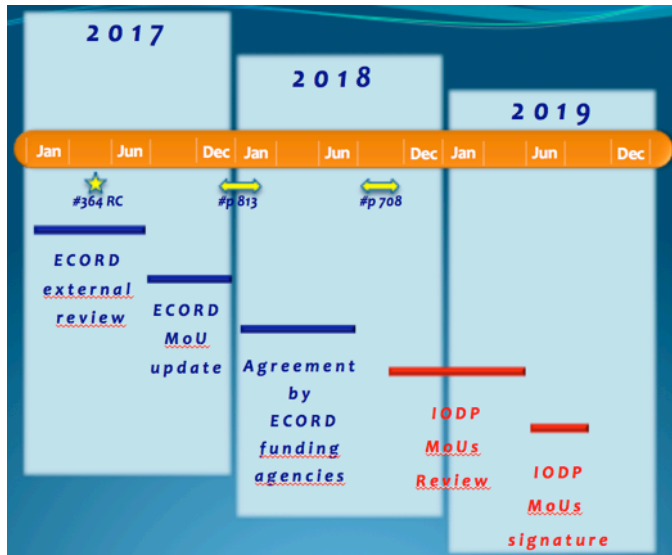 2017
2018
2019
Jan Jun Dec Jan Jun Dec Jan Jun Dec
#364 RC
#p 813
#p 708
ECORD
external
review
ECORD
MoU
update
Agreement
by
ECORD
funding
agencies
IODP
MoUs
Review
IODP
MoUs
signature